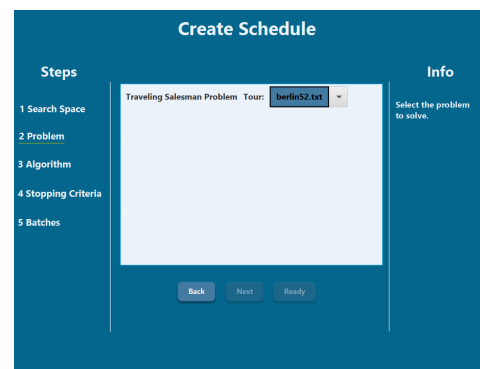 Create Schedule
Steps
1 Search Space
2 Problem
3 Algorithm
4 Stopping Criteria
5 Batches
Traveling Salesman Problem Tour: berlin52.txt
Back Next Ready
Info
Select the problem
to solve.